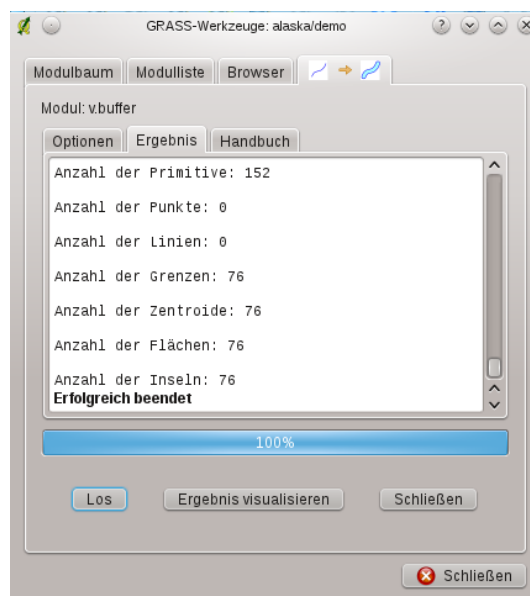 GRASS-Werkzeuge: alaska/demo
Modulbaum Modulliste Browser
Modul: v.buffer
Optionen Ergebnis Handbuch
Anzahl der Primitive: 152
Anzahl der Punkte: 0
Anzahl der Linien: 0
Anzahl der Grenzen: 76
Anzahl der Zentroide: 76
Anzahl der Flächen: 76
Anzahl der Inseln: 76
Erfolgreich beendet
100%
Los Ergebnis visualisieren Schließen
Schließen